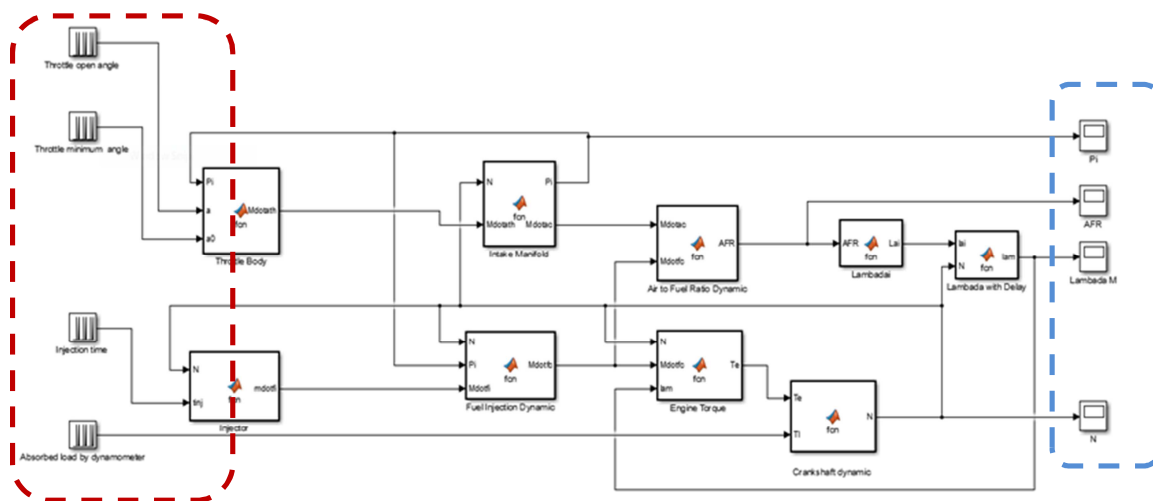 Throttle open angle
Throttle minimum angle
Pi
Pi
a
a0
Mdotath
fcn
Throttle Body
N
Pi
Mdotath
Mdotac
fcn
Intake Manifold
Mdotac
Mdotfc
AFR
fcn
Air to Fuel Ratio Dynamic
AFR
AFR
Lai
fcn
Lambadai
lai
N
lam
fcn
Lambada with Delay
Lambada M
Injection time
N
tinj
mdotfi
fcn
Injector
N
Pi
Mdotfi
Mdotfc
fcn
Fuel Injection Dynamic
N
Mdotfc
lam
Te
fcn
Engine Torque
Te
Tl
N
fcn
Crankshaft dynamic
N
Absorbed load by dynamometer